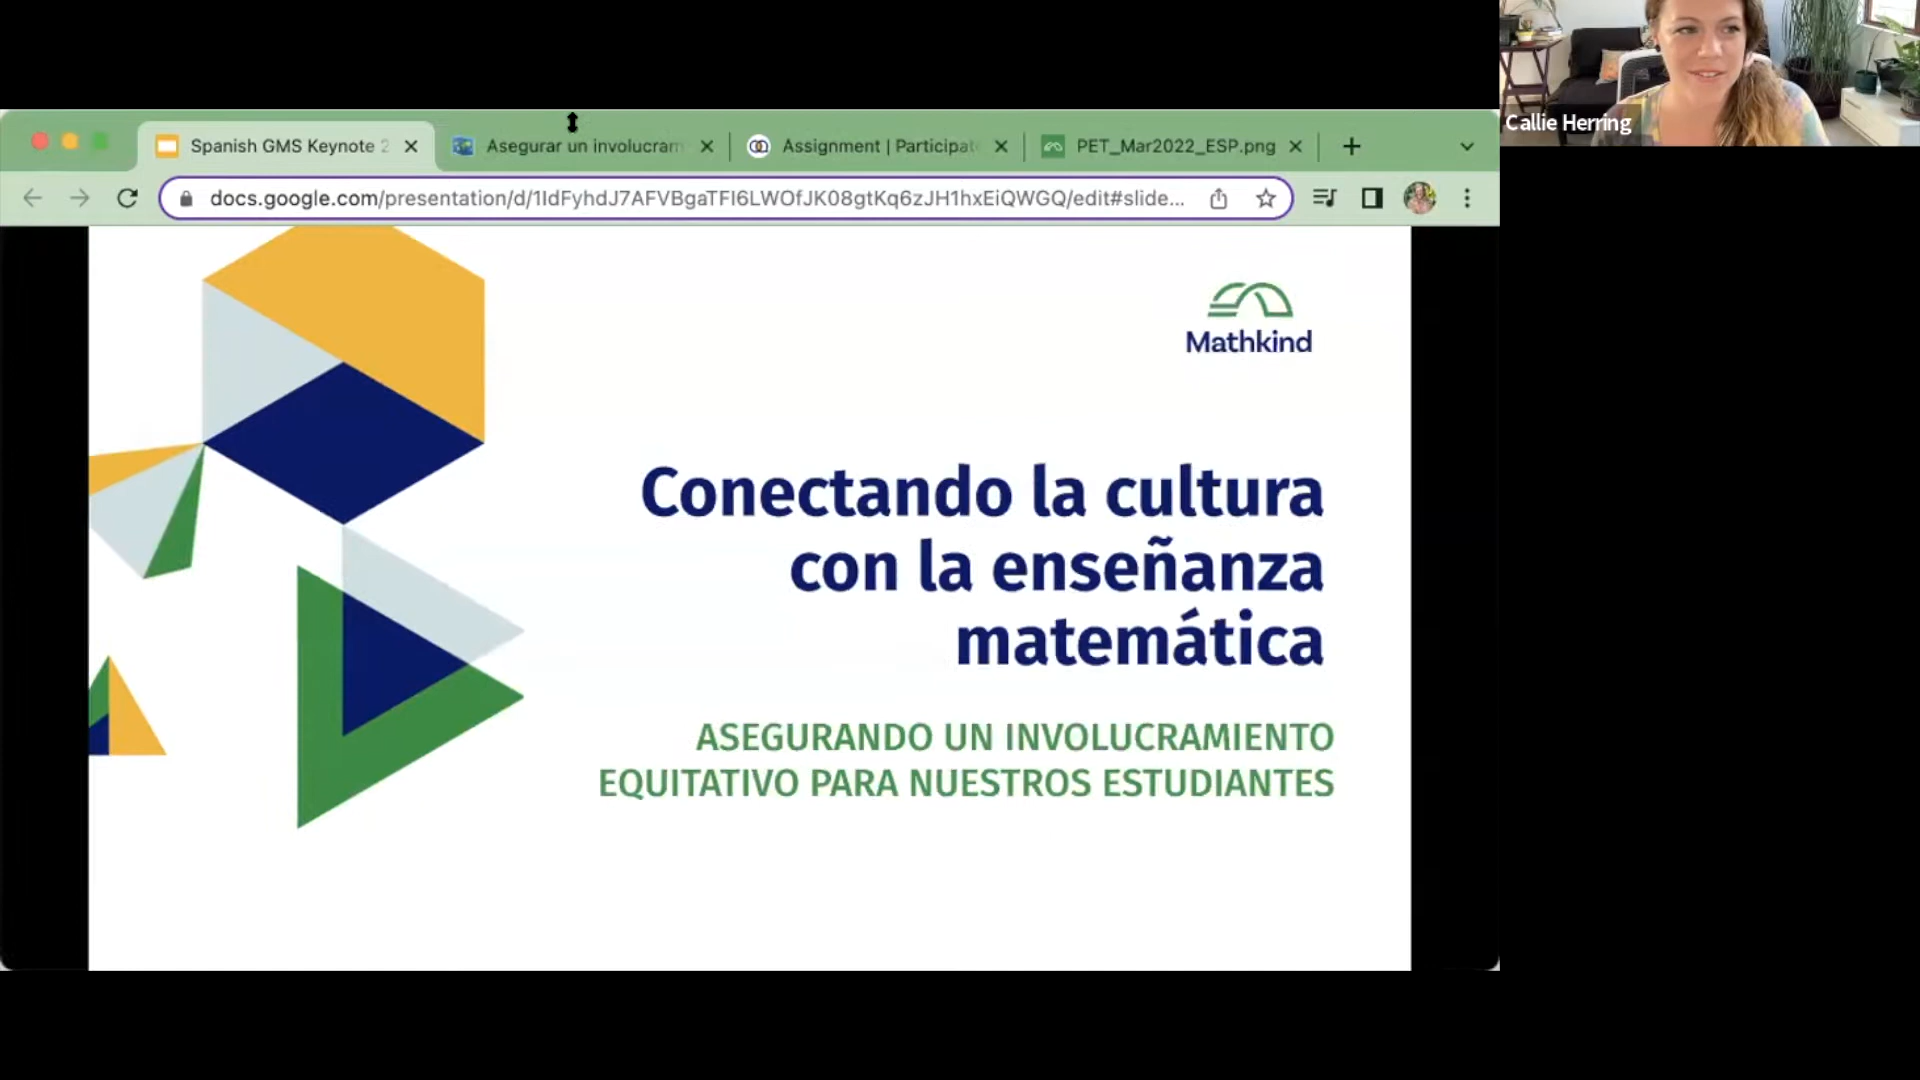 Callie Herring
Spanish GMS Keynote 2
Asegurar un involucram
Assignment | Participat
PET_Mar2022_ESP.png
docs.google.com/presentation/d/1IdFyhdJ7AFVBgaTFI6LWOfJK08gtKq6zJH1hxEiQWGQ/edit#slide...
Mathkind
Conectando la cultura
con la enseñanza
matemática
ASEGURANDO UN INVOLUCRAMIENTO
EQUITATIVO PARA NUESTROS ESTUDIANTES